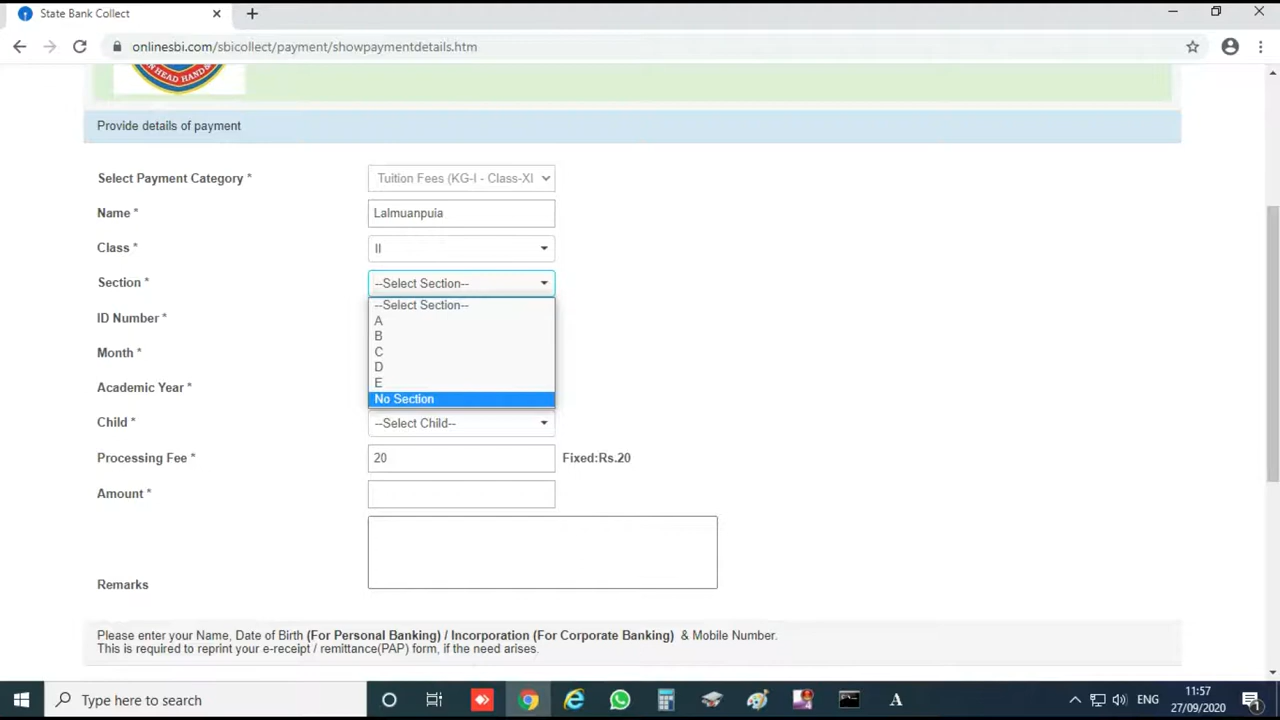 State Bank Collect
onlinesbi.com/sbicollect/payment/showpaymentdetails.htm
HEAD HAND
Provide details of payment
Select Payment Category * Tuition Fees (KG-I - Class-XI
Name * Lalmuanpuia
Class * II
Section * --Select Section--
--Select Section--
A
ID Number *
B
C
Month *
D
E
Academic Year *
No Section
Child * --Select Child--
Processing Fee * 20 Fixed:Rs.20
Amount *
Remarks
Please enter your Name, Date of Birth (For Personal Banking) / Incorporation (For Corporate Banking) & Mobile Number.
This is required to reprint your e-receipt / remittance(PAP) form, if the need arises.
Type here to search
ENG
11:57
27/09/2020
1